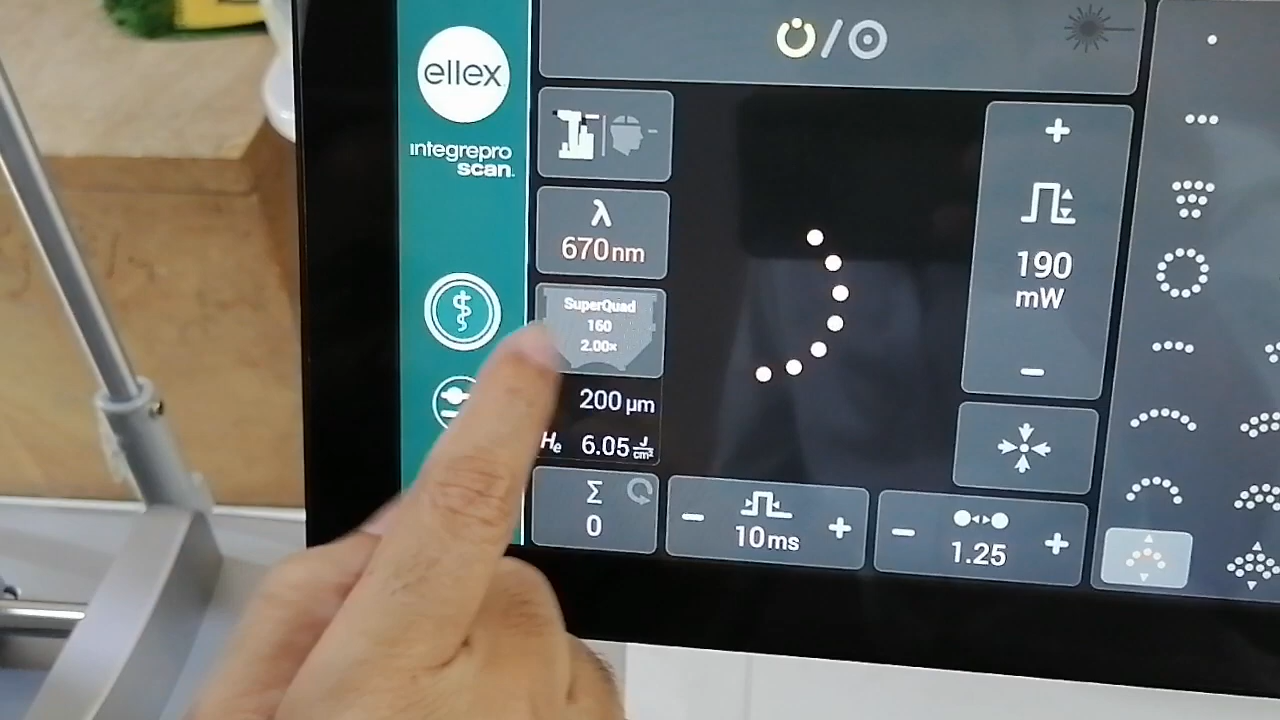 ellex
integrepro
scan.
λ
670nm
SuperQuad
160
2.00×
200 µm
He 6.05 J/cm²
Σ
0
10ms
1.25
190
mW